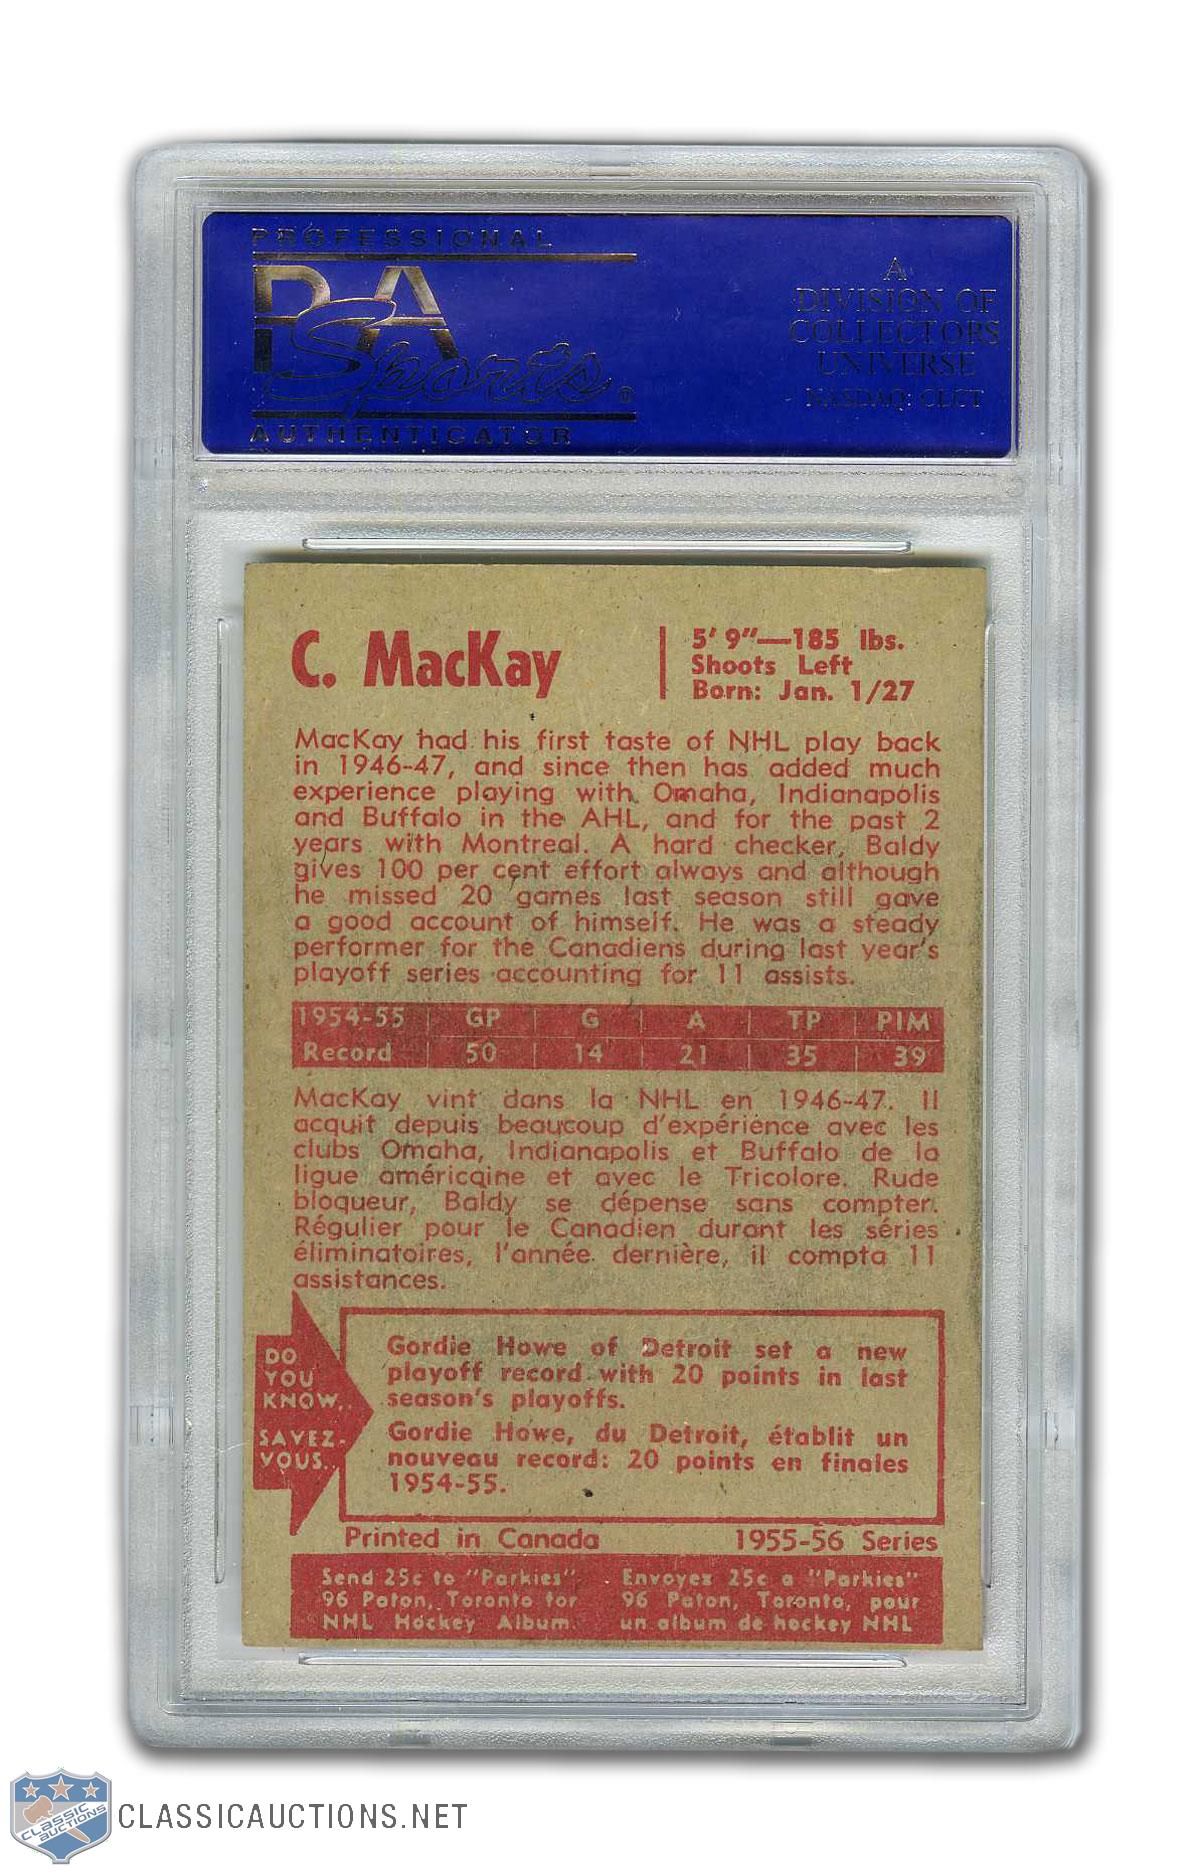 PROFESSIONAL
PSA
Sports®
AUTHENTICATOR
A
DIVISION OF
COLLECTORS
UNIVERSE
NASDAQ: CLCT
C. MacKay
5' 9"—185 lbs.
Shoots Left
Born: Jan. 1/27
MacKay had his first taste of NHL play back
in 1946-47, and since then has added much
experience playing with Omaha, Indianapolis
and Buffalo in the AHL, and for the past 2
years with Montreal. A hard checker, Baldy
gives 100 per cent effort always and although
he missed 20 games last season still gave
a good account of himself. He was a steady
performer for the Canadiens during last year's
playoff series accounting for 11 assists.
1954-55 GP G A TP PIM
Record 50 14 21 35 39
MacKay vint dans la NHL en 1946-47. Il
acquit depuis beaucoup d'expérience avec les
clubs Omaha, Indianapolis et Buffalo de la
ligue américaine et avec le Tricolore. Rude
bloqueur, Baldy se dépense sans compter.
Régulier pour le Canadien durant les séries
éliminatoires, l'année dernière, il compta 11
assistances.
DO
YOU
KNOW..
SAVEZ-
VOUS..
Gordie Howe of Detroit set a new
playoff record with 20 points in last
season's playoffs.
Gordie Howe, du Detroit, établit un
nouveau record: 20 points en finales
1954-55.
Printed in Canada 1955-56 Series
Send 25c to "Parkies"
96 Paton, Toronto for
NHL Hockey Album.
Envoyez 25c a "Parkies"
96 Paton, Toronto, pour
un album de hockey NHL
CLASSIC
AUCTIONS
CLASSICAUCTIONS.NET